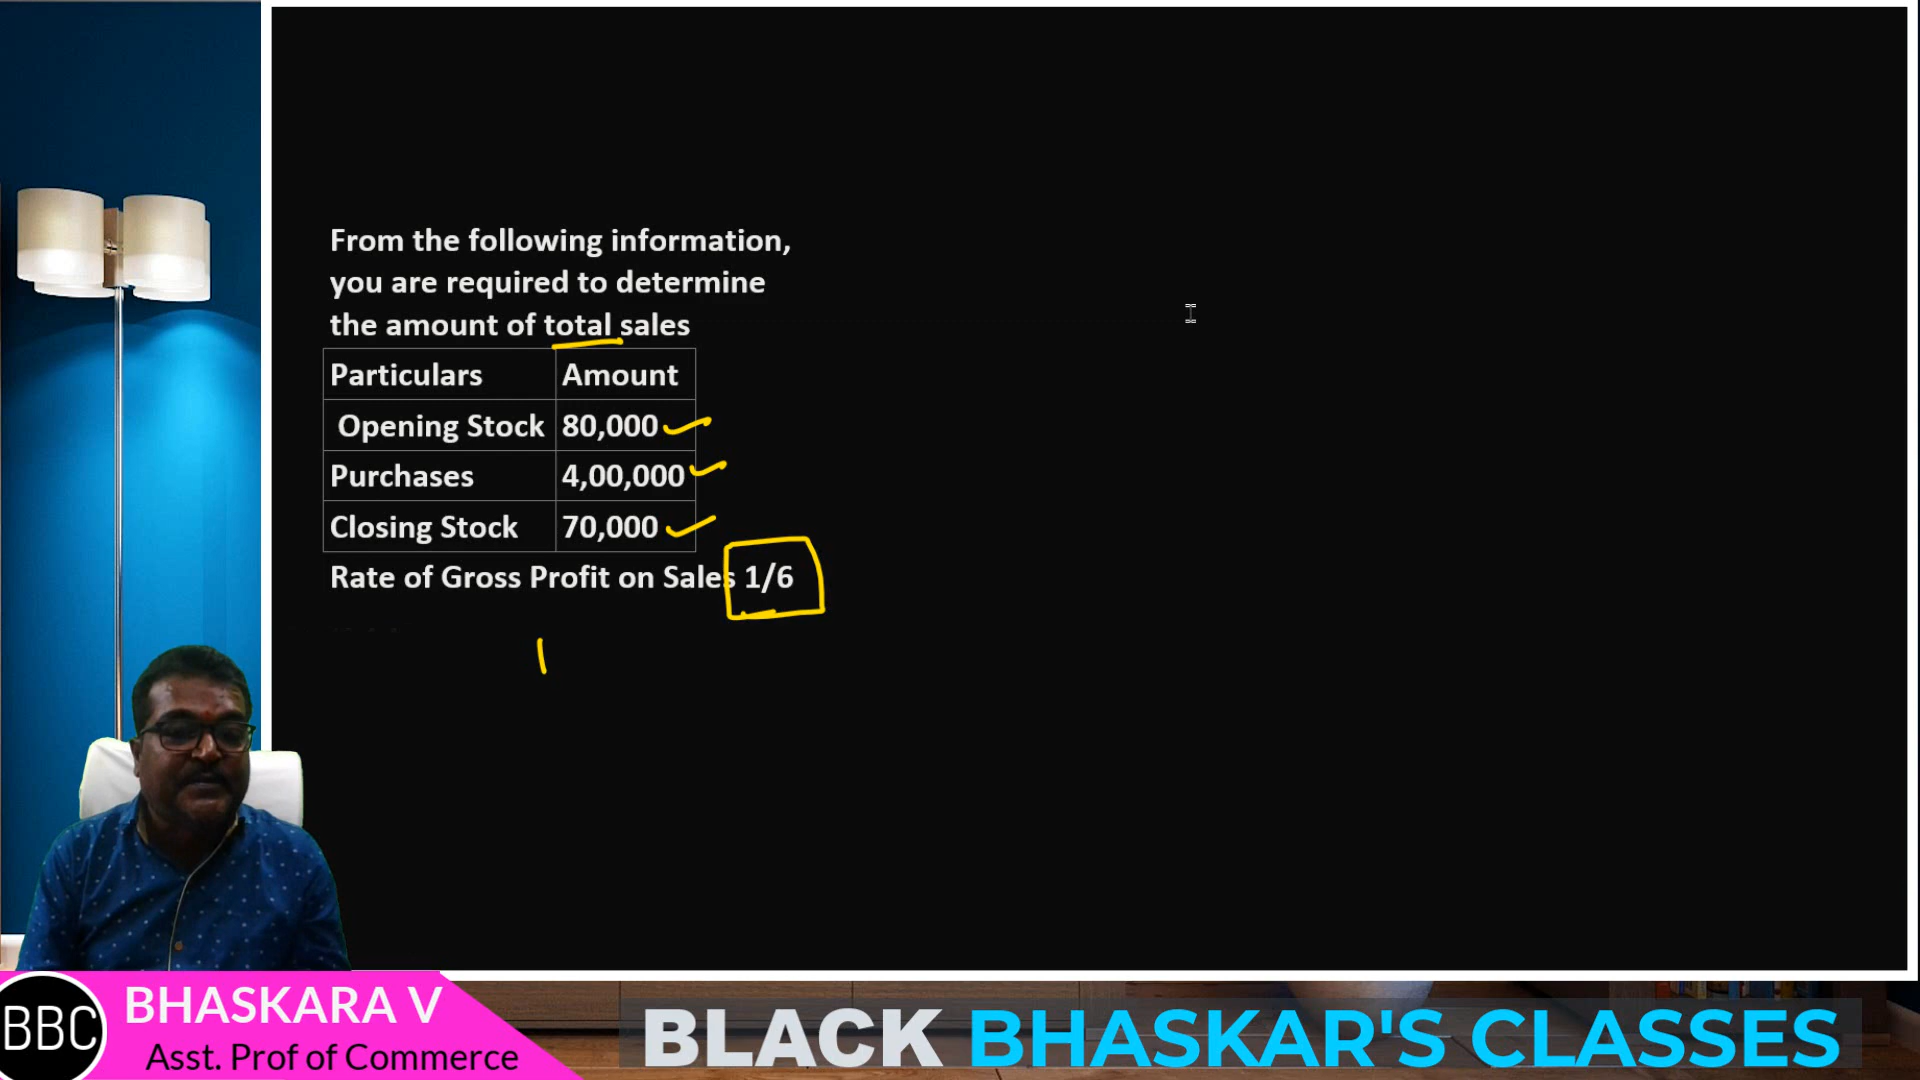 From the following information,
you are required to determine
the amount of total sales
Particulars Amount
Opening Stock 80,000
Purchases 4,00,000
Closing Stock 70,000
Rate of Gross Profit on Sales 1/6
BBC
BHASKARA V
Asst. Prof of Commerce
BLACK BHASKAR'S CLASSES